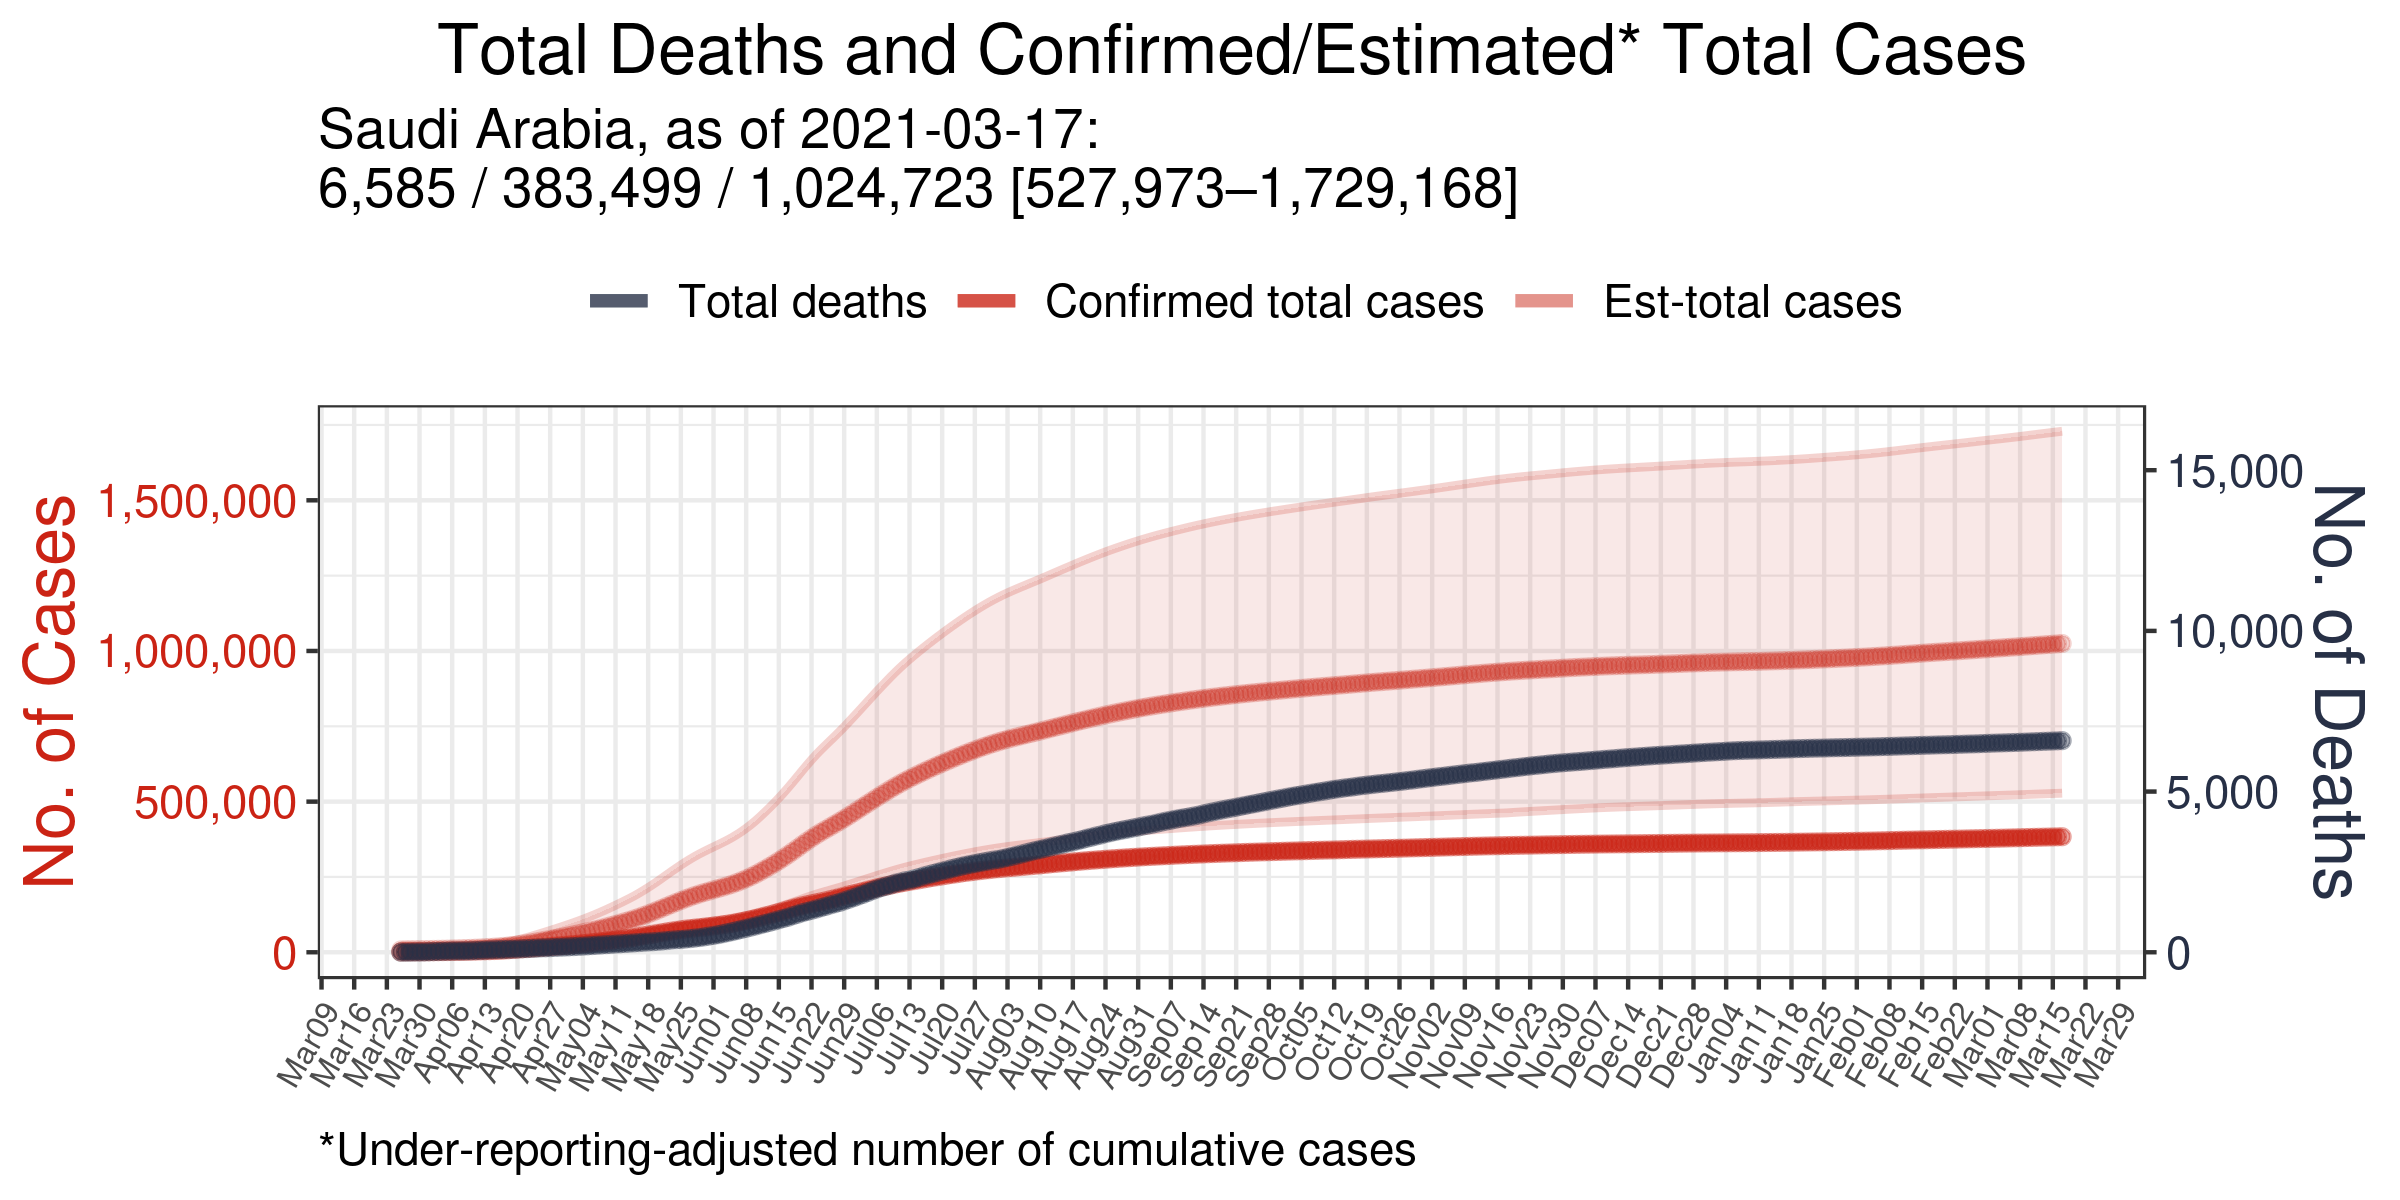 Total Deaths and Confirmed/Estimated* Total Cases
Saudi Arabia, as of 2021-03-17:
6,585 / 383,499 / 1,024,723 [527,973–1,729,168]
Total deaths
Confirmed total cases
Est-total cases
No. of Cases
1,500,000
1,000,000
500,000
0
15,000
10,000
5,000
0
No. of Deaths
Mar09
Mar16
Mar23
Mar30
Apr06
Apr13
Apr20
Apr27
May04
May11
May18
May25
Jun01
Jun08
Jun15
Jun22
Jun29
Jul06
Jul13
Jul20
Jul27
Aug03
Aug10
Aug17
Aug24
Aug31
Sep07
Sep14
Sep21
Sep28
Oct05
Oct12
Oct19
Oct26
Nov02
Nov09
Nov16
Nov23
Nov30
Dec07
Dec14
Dec21
Dec28
Jan04
Jan11
Jan18
Jan25
Feb01
Feb08
Feb15
Feb22
Mar01
Mar08
Mar15
Mar22
Mar29
*Under-reporting-adjusted number of cumulative cases